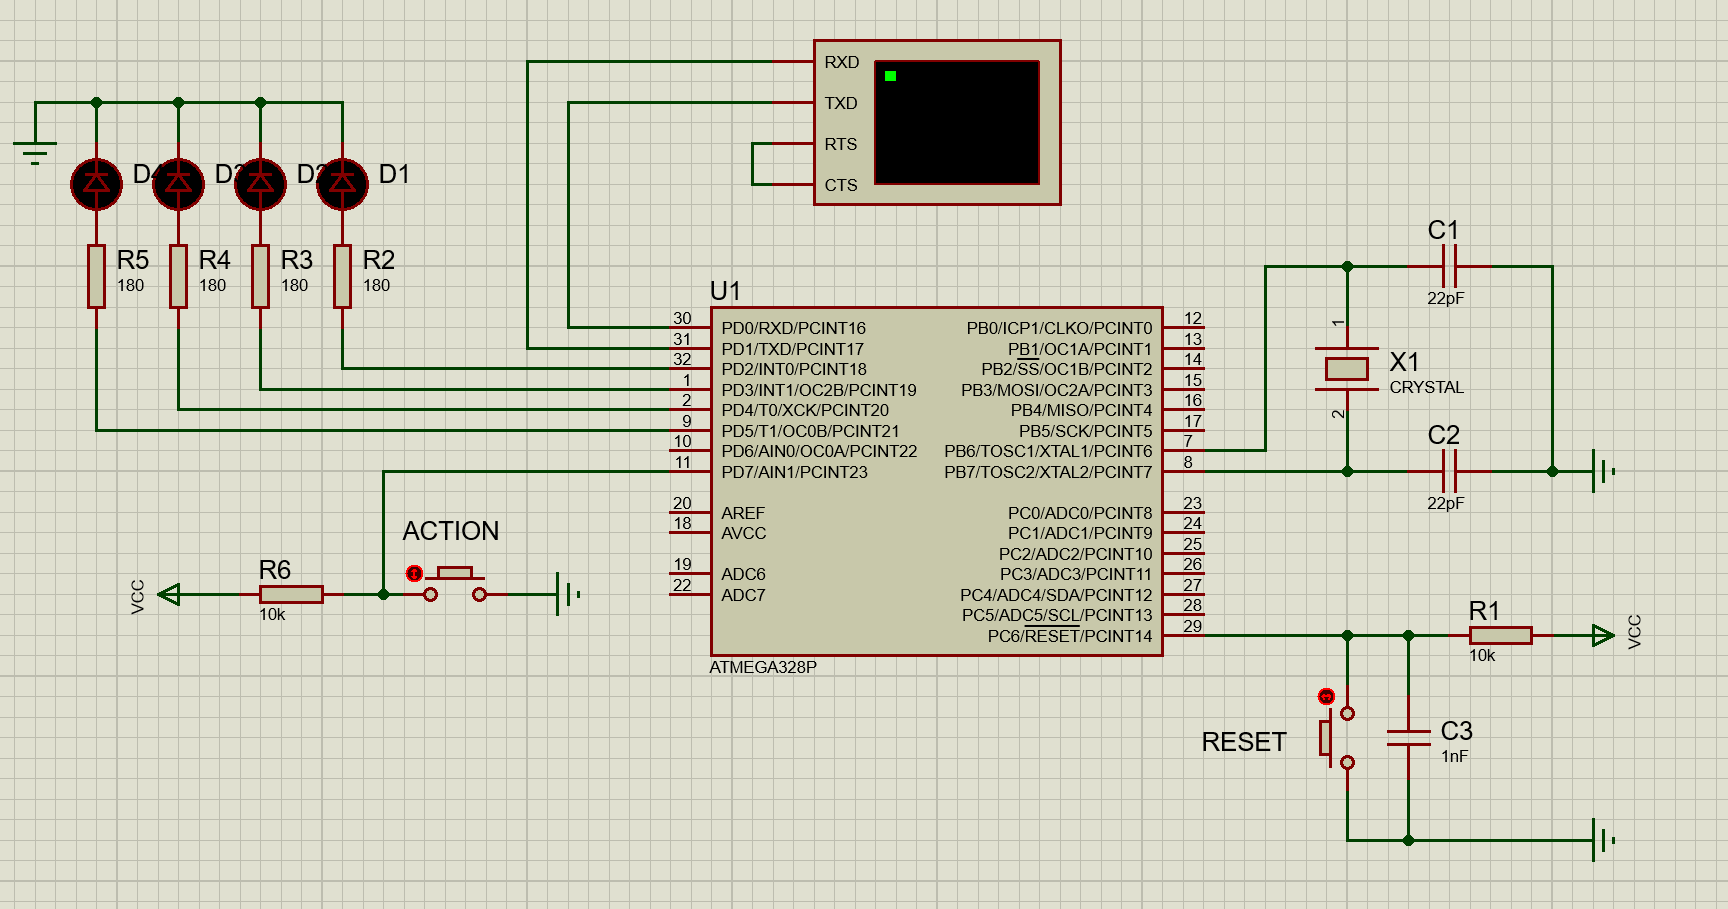 RXD
TXD
RTS
CTS
D1
R5
180
R4
180
R3
180
R2
180
C1
22pF
U1
30
31
32
1
2
9
10
11
20
18
19
22
PD0/RXD/PCINT16
PD1/TXD/PCINT17
PD2/INT0/PCINT18
PD3/INT1/OC2B/PCINT19
PD4/T0/XCK/PCINT20
PD5/T1/OC0B/PCINT21
PD6/AIN0/OC0A/PCINT22
PD7/AIN1/PCINT23
AREF
AVCC
ADC6
ADC7
PB0/ICP1/CLKO/PCINT0
PB1/OC1A/PCINT1
PB2/SS/OC1B/PCINT2
PB3/MOSI/OC2A/PCINT3
PB4/MISO/PCINT4
PB5/SCK/PCINT5
PB6/TOSC1/XTAL1/PCINT6
PB7/TOSC2/XTAL2/PCINT7
PC0/ADC0/PCINT8
PC1/ADC1/PCINT9
PC2/ADC2/PCINT10
PC3/ADC3/PCINT11
PC4/ADC4/SDA/PCINT12
PC5/ADC5/SCL/PCINT13
PC6/RESET/PCINT14
12
13
14
15
16
17
7
8
23
24
25
26
27
28
29
ATMEGA328P
1
X1
CRYSTAL
2
C2
22pF
ACTION
VCC
R6
10k
R1
10k
VCC
RESET
C3
1nF